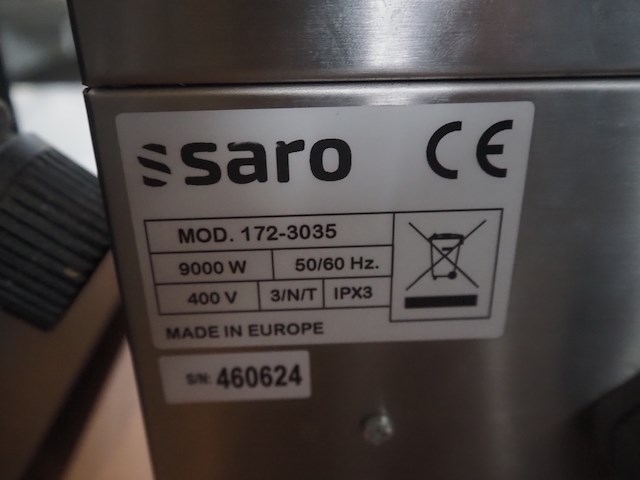 saro CE
MOD. 172-3035
9000 W 50/60 Hz.
400 V 3/N/T IPX3
MADE IN EUROPE
S/N: 460624